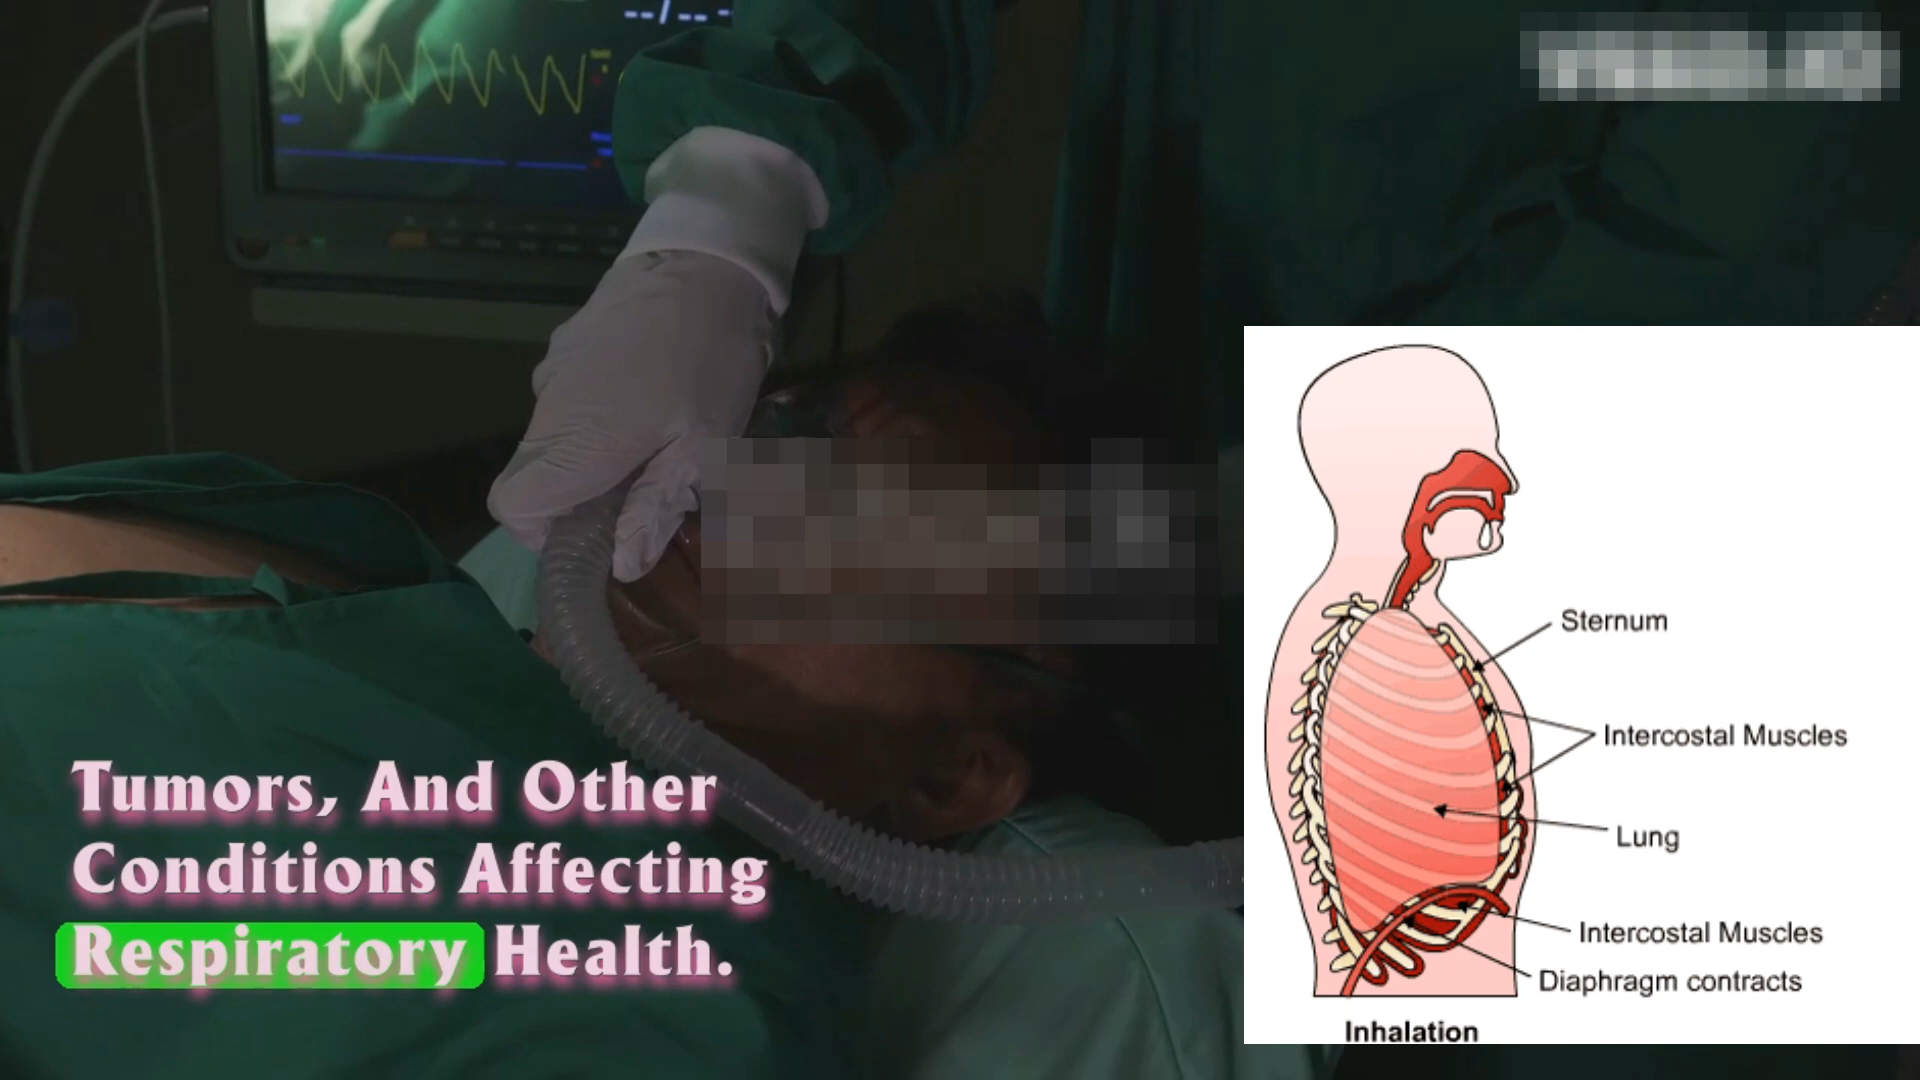 Tumors, And Other
Conditions Affecting
Respiratory Health.
Sternum
Intercostal Muscles
Lung
Intercostal Muscles
Diaphragm contracts
Inhalation